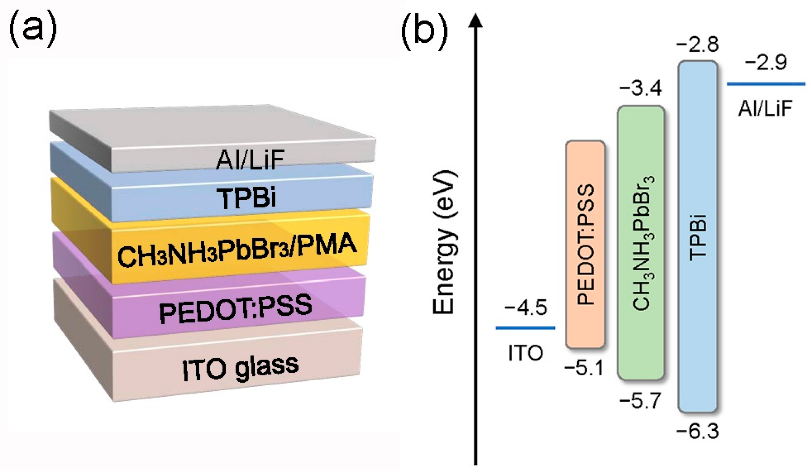 (a)
Al/LiF
TPBi
CH₃NH₃PbBr₃/PMA
PEDOT:PSS
ITO glass
(b)
Energy (eV)
−4.5
ITO
PEDOT:PSS
−5.1
−3.4
CH₃NH₃PbBr₃
−5.7
−2.8
TPBi
−6.3
−2.9
Al/LiF